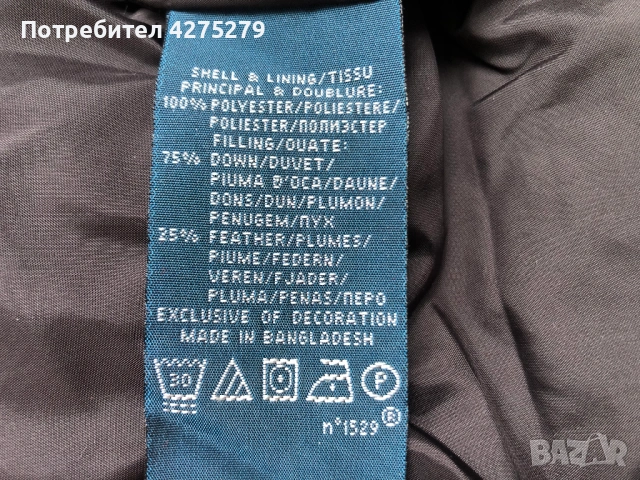 Потребител 4275279
SHELL & LINING/TISSU
PRINCIPAL & DOUBLURE:
100% POLYESTER/POLIESTERE/
POLIESTER/ПОЛИЭСТЕР
FILLING/OUATE:
75% DOWN/DUVET/
PIUMA D'OCA/DAUNE/
DONS/DUN/PLUMON/
PENUGEM/ПУХ
25% FEATHER/PLUMES/
PIUME/FEDERN/
VEREN/FJADER/
PLUMA/PENAS/ПЕРО
EXCLUSIVE OF DECORATION
MADE IN BANGLADESH
30 P
n°1529 ®
BAZAR